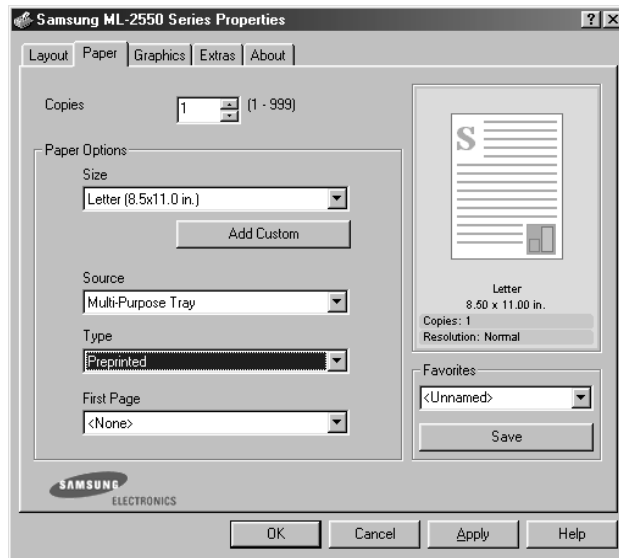 Samsung ML-2550 Series Properties
Layout Paper Graphics Extras About
Copies 1 (1 - 999)
Paper Options
Size
Letter (8.5x11.0 in.)
Add Custom
Source
Multi-Purpose Tray
Type
Preprinted
First Page
<None>
S
Letter
8.50 x 11.00 in.
Copies: 1
Resolution: Normal
Favorites
<Unnamed>
Save
SAMSUNG
ELECTRONICS
OK Cancel Apply Help